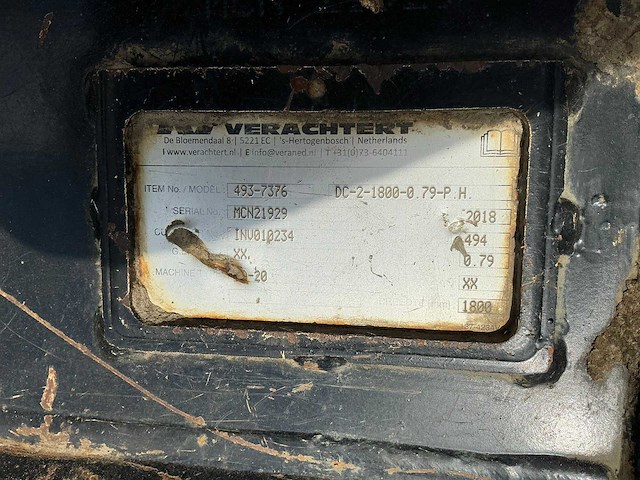 VERACHTERT
De Bloemendaal 8 | 5221 EC | 's-Hertogenbosch | Netherlands
I www.verachtert.nl | E info@veraned.nl | T +31(0)73-6404111
ITEM No. / MODEL 493-7376 DC-2-1800-0.79-P.H.
SERIAL No. MCN21929 2018
INV010234 494
XX. 0.79
MACHINE -20 XX
1800